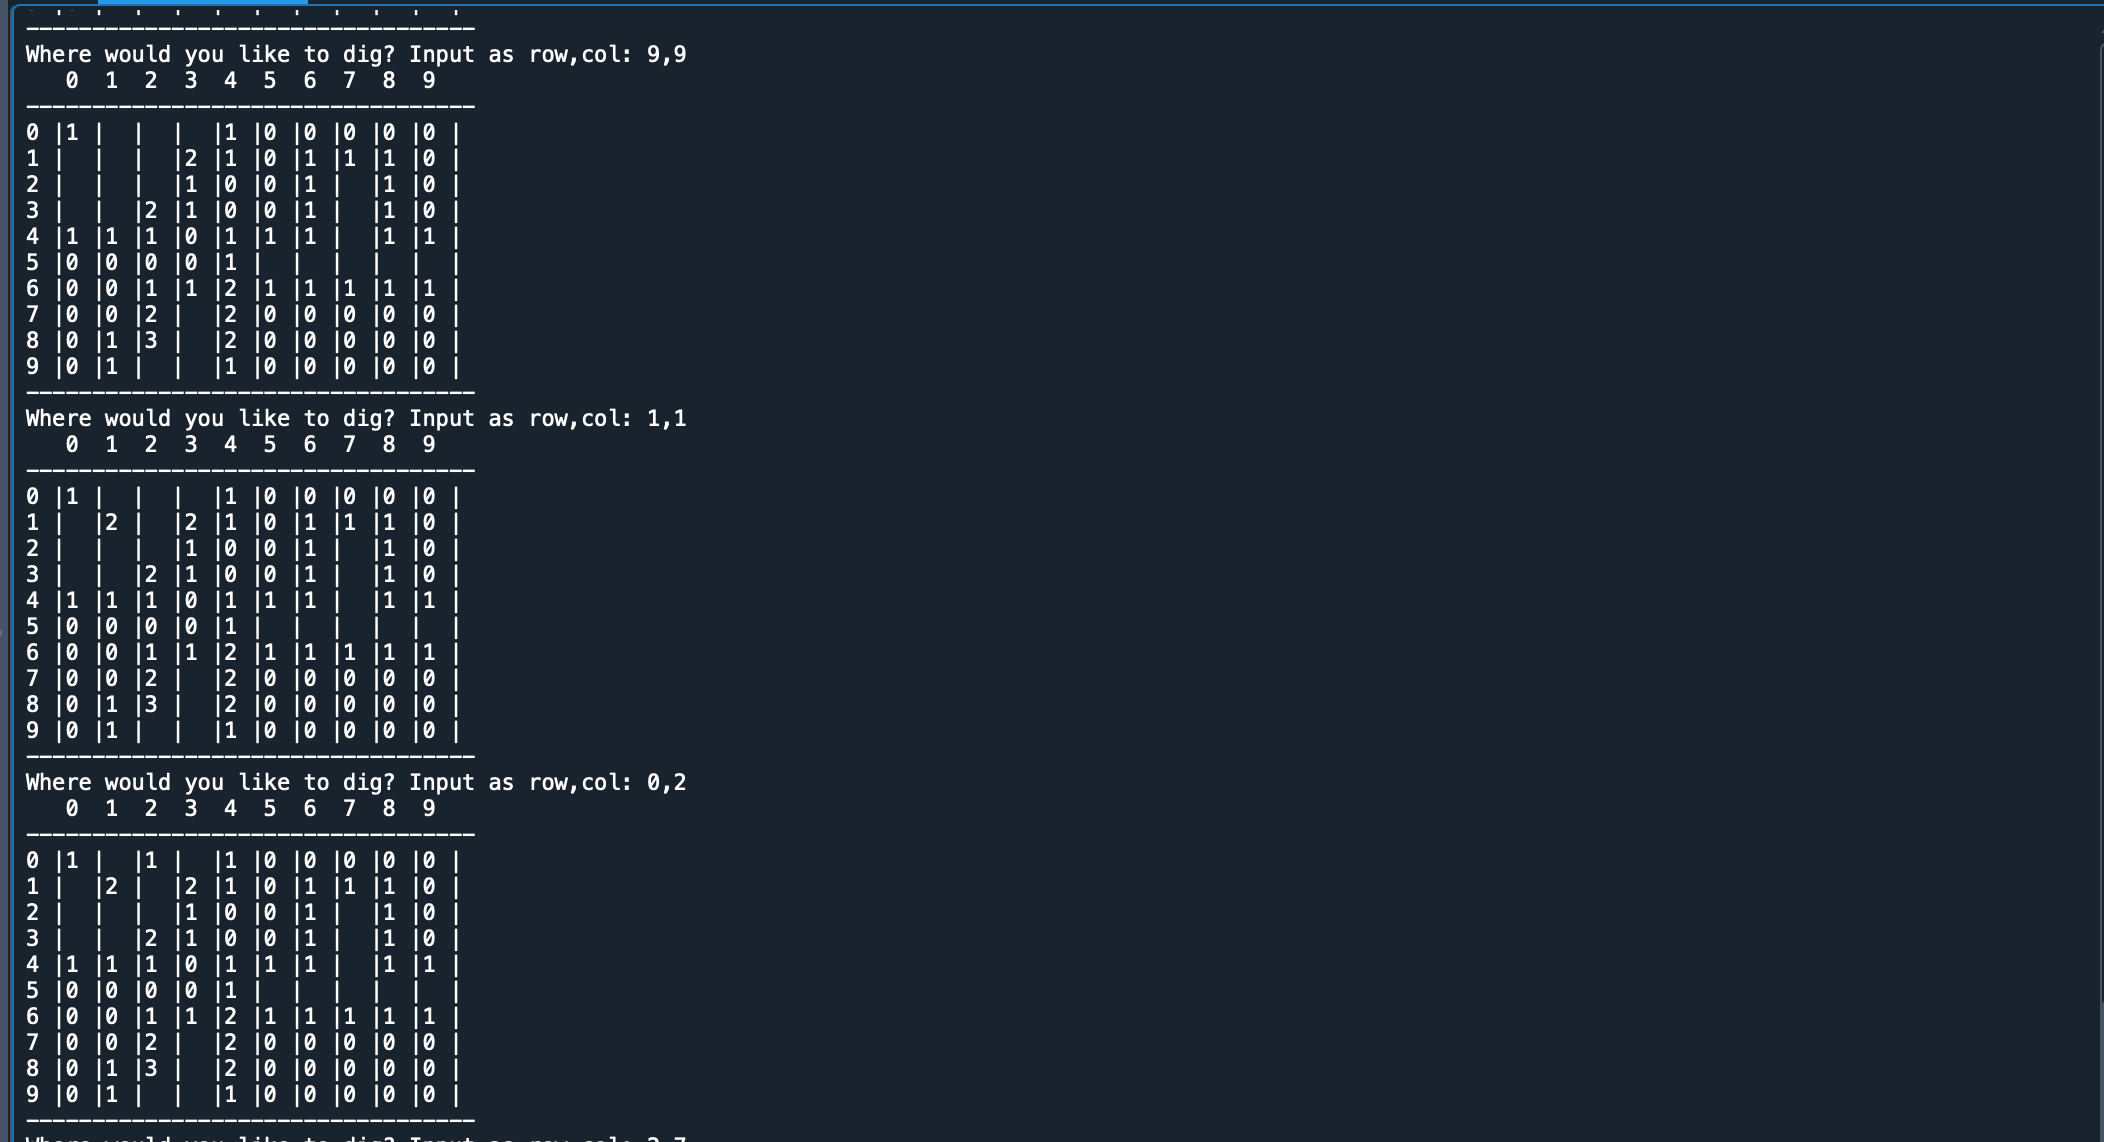 Where would you like to dig? Input as row,col: 9,9
   0  1  2  3  4  5  6  7  8  9
----------------------------------
0 |1 |  |  |  |1 |0 |0 |0 |0 |0 |
1 |  |  |  |2 |1 |0 |1 |1 |1 |0 |
2 |  |  |  |1 |0 |0 |1 |  |1 |0 |
3 |  |  |2 |1 |0 |0 |1 |  |1 |0 |
4 |1 |1 |1 |0 |1 |1 |1 |  |1 |1 |
5 |0 |0 |0 |0 |1 |  |  |  |  |  |
6 |0 |0 |1 |1 |2 |1 |1 |1 |1 |1 |
7 |0 |0 |2 |  |2 |0 |0 |0 |0 |0 |
8 |0 |1 |3 |  |2 |0 |0 |0 |0 |0 |
9 |0 |1 |  |  |1 |0 |0 |0 |0 |0 |
----------------------------------
Where would you like to dig? Input as row,col: 1,1
   0  1  2  3  4  5  6  7  8  9
----------------------------------
0 |1 |  |  |  |1 |0 |0 |0 |0 |0 |
1 |  |2 |  |2 |1 |0 |1 |1 |1 |0 |
2 |  |  |  |1 |0 |0 |1 |  |1 |0 |
3 |  |  |2 |1 |0 |0 |1 |  |1 |0 |
4 |1 |1 |1 |0 |1 |1 |1 |  |1 |1 |
5 |0 |0 |0 |0 |1 |  |  |  |  |  |
6 |0 |0 |1 |1 |2 |1 |1 |1 |1 |1 |
7 |0 |0 |2 |  |2 |0 |0 |0 |0 |0 |
8 |0 |1 |3 |  |2 |0 |0 |0 |0 |0 |
9 |0 |1 |  |  |1 |0 |0 |0 |0 |0 |
----------------------------------
Where would you like to dig? Input as row,col: 0,2
   0  1  2  3  4  5  6  7  8  9
----------------------------------
0 |1 |  |1 |  |1 |0 |0 |0 |0 |0 |
1 |  |2 |  |2 |1 |0 |1 |1 |1 |0 |
2 |  |  |  |1 |0 |0 |1 |  |1 |0 |
3 |  |  |2 |1 |0 |0 |1 |  |1 |0 |
4 |1 |1 |1 |0 |1 |1 |1 |  |1 |1 |
5 |0 |0 |0 |0 |1 |  |  |  |  |  |
6 |0 |0 |1 |1 |2 |1 |1 |1 |1 |1 |
7 |0 |0 |2 |  |2 |0 |0 |0 |0 |0 |
8 |0 |1 |3 |  |2 |0 |0 |0 |0 |0 |
9 |0 |1 |  |  |1 |0 |0 |0 |0 |0 |
----------------------------------
Where would you like to dig? Input as row,col: